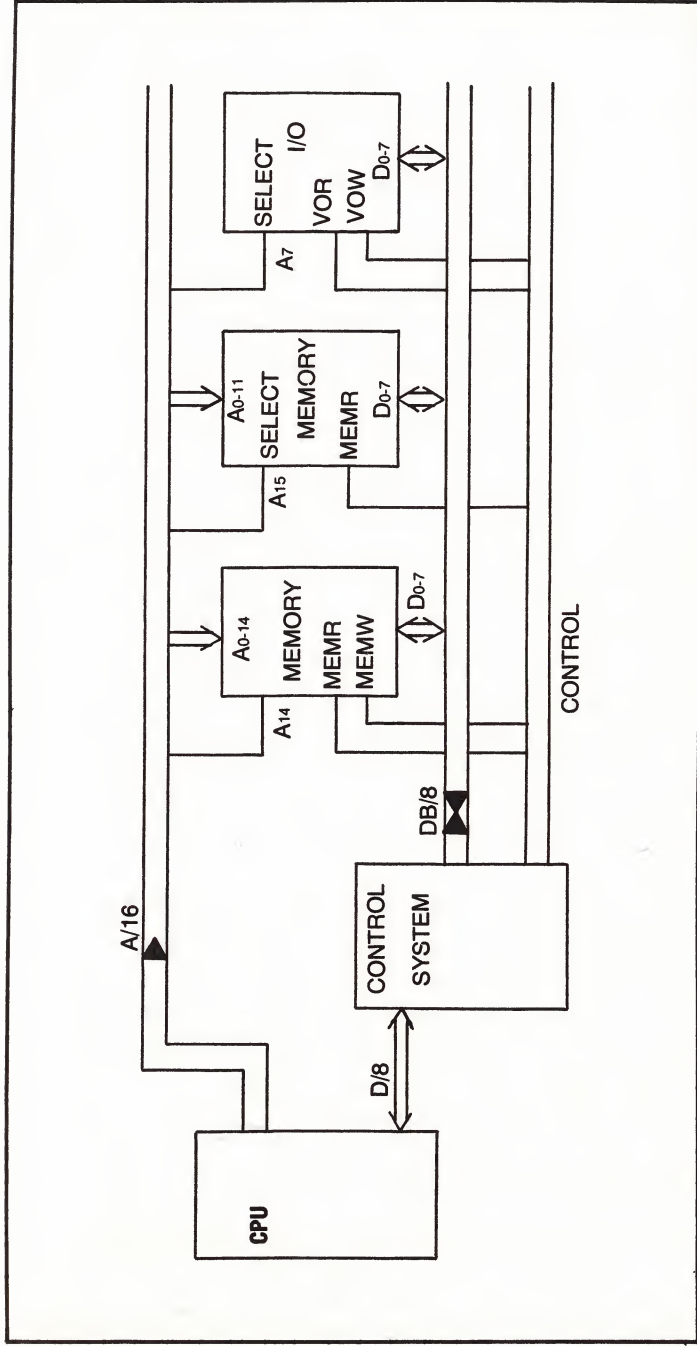 CPU
A/16
D/8
CONTROL
SYSTEM
DB/8
CONTROL
A14
A0-14
MEMORY
MEMR
MEMW
D0-7
A15
A0-11
SELECT
MEMORY
MEMR
D0-7
A7
SELECT
I/O
VOR
VOW
D0-7